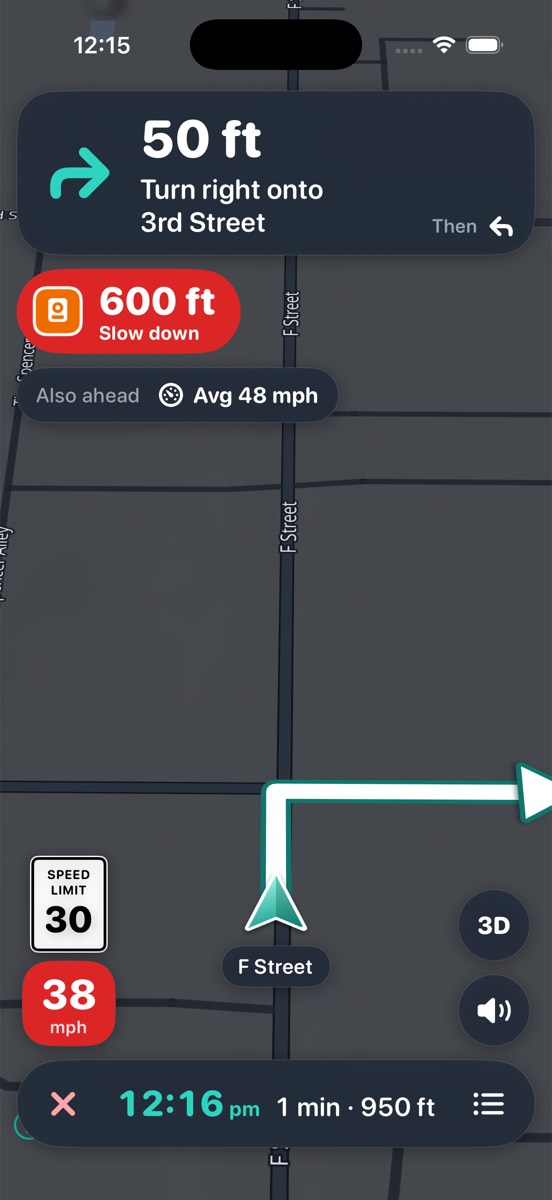 12:15
50 ft
Turn right onto
3rd Street
Then
600 ft
Slow down
F Street
Also ahead
Avg 48 mph
F Street
SPEED
LIMIT
30
3D
F Street
38
mph
12:16 pm 1 min · 950 ft